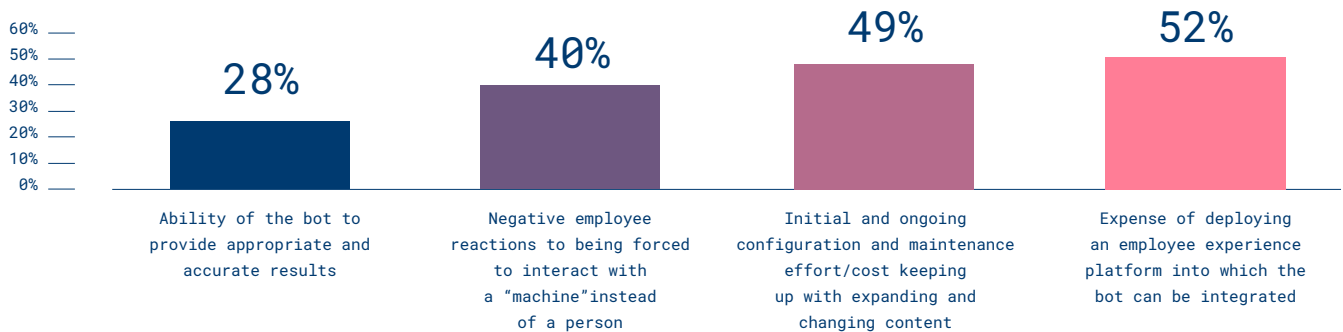 60%
50%
40%
30%
20%
10%
0%
28%
40%
49%
52%
Ability of the bot to
provide appropriate and
accurate results
Negative employee
reactions to being forced
to interact with
a “machine”instead
of a person
Initial and ongoing
configuration and maintenance
effort/cost keeping
up with expanding and
changing content
Expense of deploying
an employee experience
platform into which the
bot can be integrated